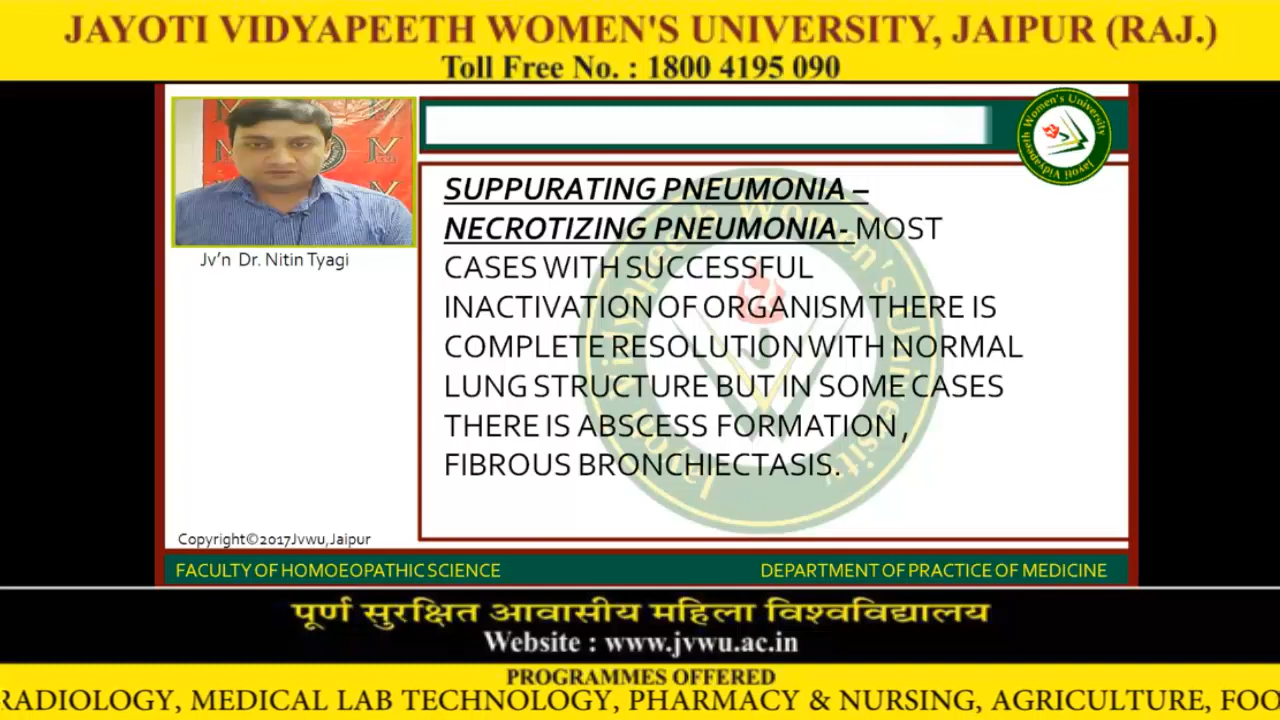 JAYOTI VIDYAPEETH WOMEN'S UNIVERSITY, JAIPUR (RAJ.)
Toll Free No. : 1800 4195 090
Jayoti Vidyapeeth Women's University
Jv'n Dr. Nitin Tyagi
SUPPURATING PNEUMONIA –
NECROTIZING PNEUMONIA- MOST
CASES WITH SUCCESSFUL
INACTIVATION OF ORGANISM THERE IS
COMPLETE RESOLUTION WITH NORMAL
LUNG STRUCTURE BUT IN SOME CASES
THERE IS ABSCESS FORMATION ,
FIBROUS BRONCHIECTASIS.
Copyright©2017Jvwu,Jaipur
FACULTY OF HOMOEOPATHIC SCIENCE
DEPARTMENT OF PRACTICE OF MEDICINE
पूर्ण सुरक्षित आवासीय महिला विश्वविद्यालय
Website : www.jvwu.ac.in
PROGRAMMES OFFERED
RADIOLOGY, MEDICAL LAB TECHNOLOGY, PHARMACY & NURSING, AGRICULTURE, FOO